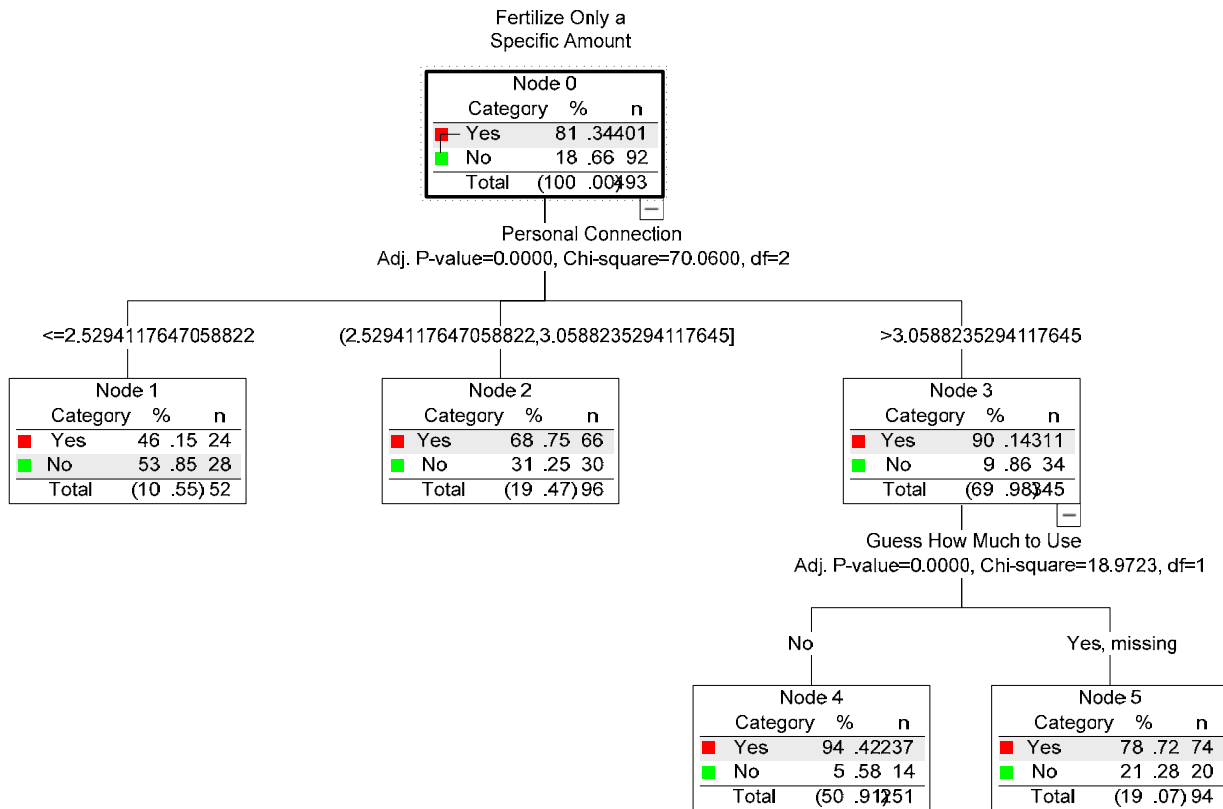 Fertilize Only a
Specific Amount
Node 0
Category % n
Yes 81 .34 401
No 18 .66 92
Total (100 .00) 493
Personal Connection
Adj. P-value=0.0000, Chi-square=70.0600, df=2
<=2.5294117647058822
(2.5294117647058822,3.0588235294117645]
>3.0588235294117645
Node 1
Category % n
Yes 46 .15 24
No 53 .85 28
Total (10 .55) 52
Node 2
Category % n
Yes 68 .75 66
No 31 .25 30
Total (19 .47) 96
Node 3
Category % n
Yes 90 .14 311
No 9 .86 34
Total (69 .98) 345
Guess How Much to Use
Adj. P-value=0.0000, Chi-square=18.9723, df=1
No
Yes, missing
Node 4
Category % n
Yes 94 .42 237
No 5 .58 14
Total (50 .91) 251
Node 5
Category % n
Yes 78 .72 74
No 21 .28 20
Total (19 .07) 94